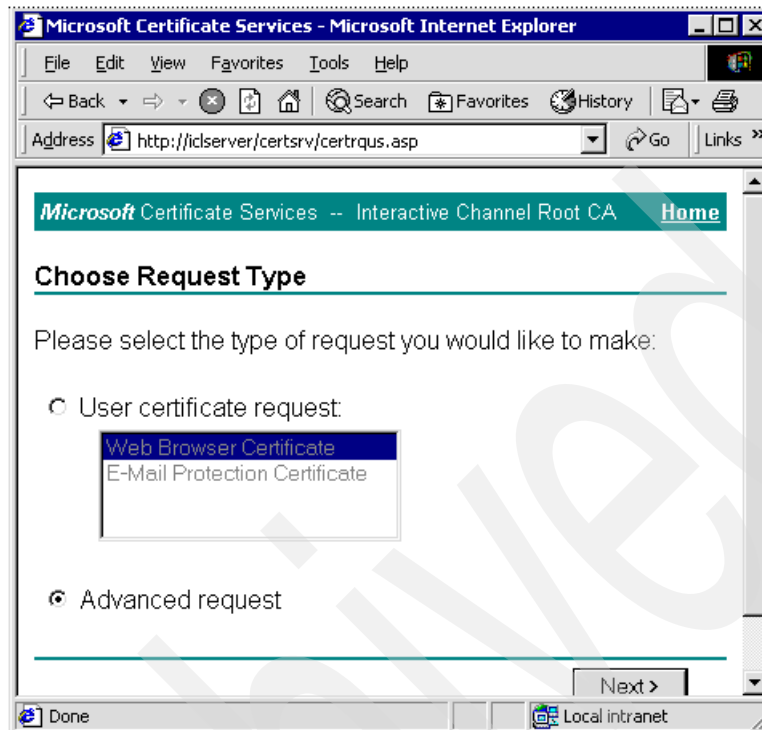 Microsoft Certificate Services - Microsoft Internet Explorer
File Edit View Favorites Tools Help
Back Search Favorites History
Address http://iclserver/certsrv/certrqus.asp Go Links »
Microsoft Certificate Services -- Interactive Channel Root CA Home
Choose Request Type
Please select the type of request you would like to make:
User certificate request:
Web Browser Certificate
E-Mail Protection Certificate
Advanced request
Next >
Done Local intranet